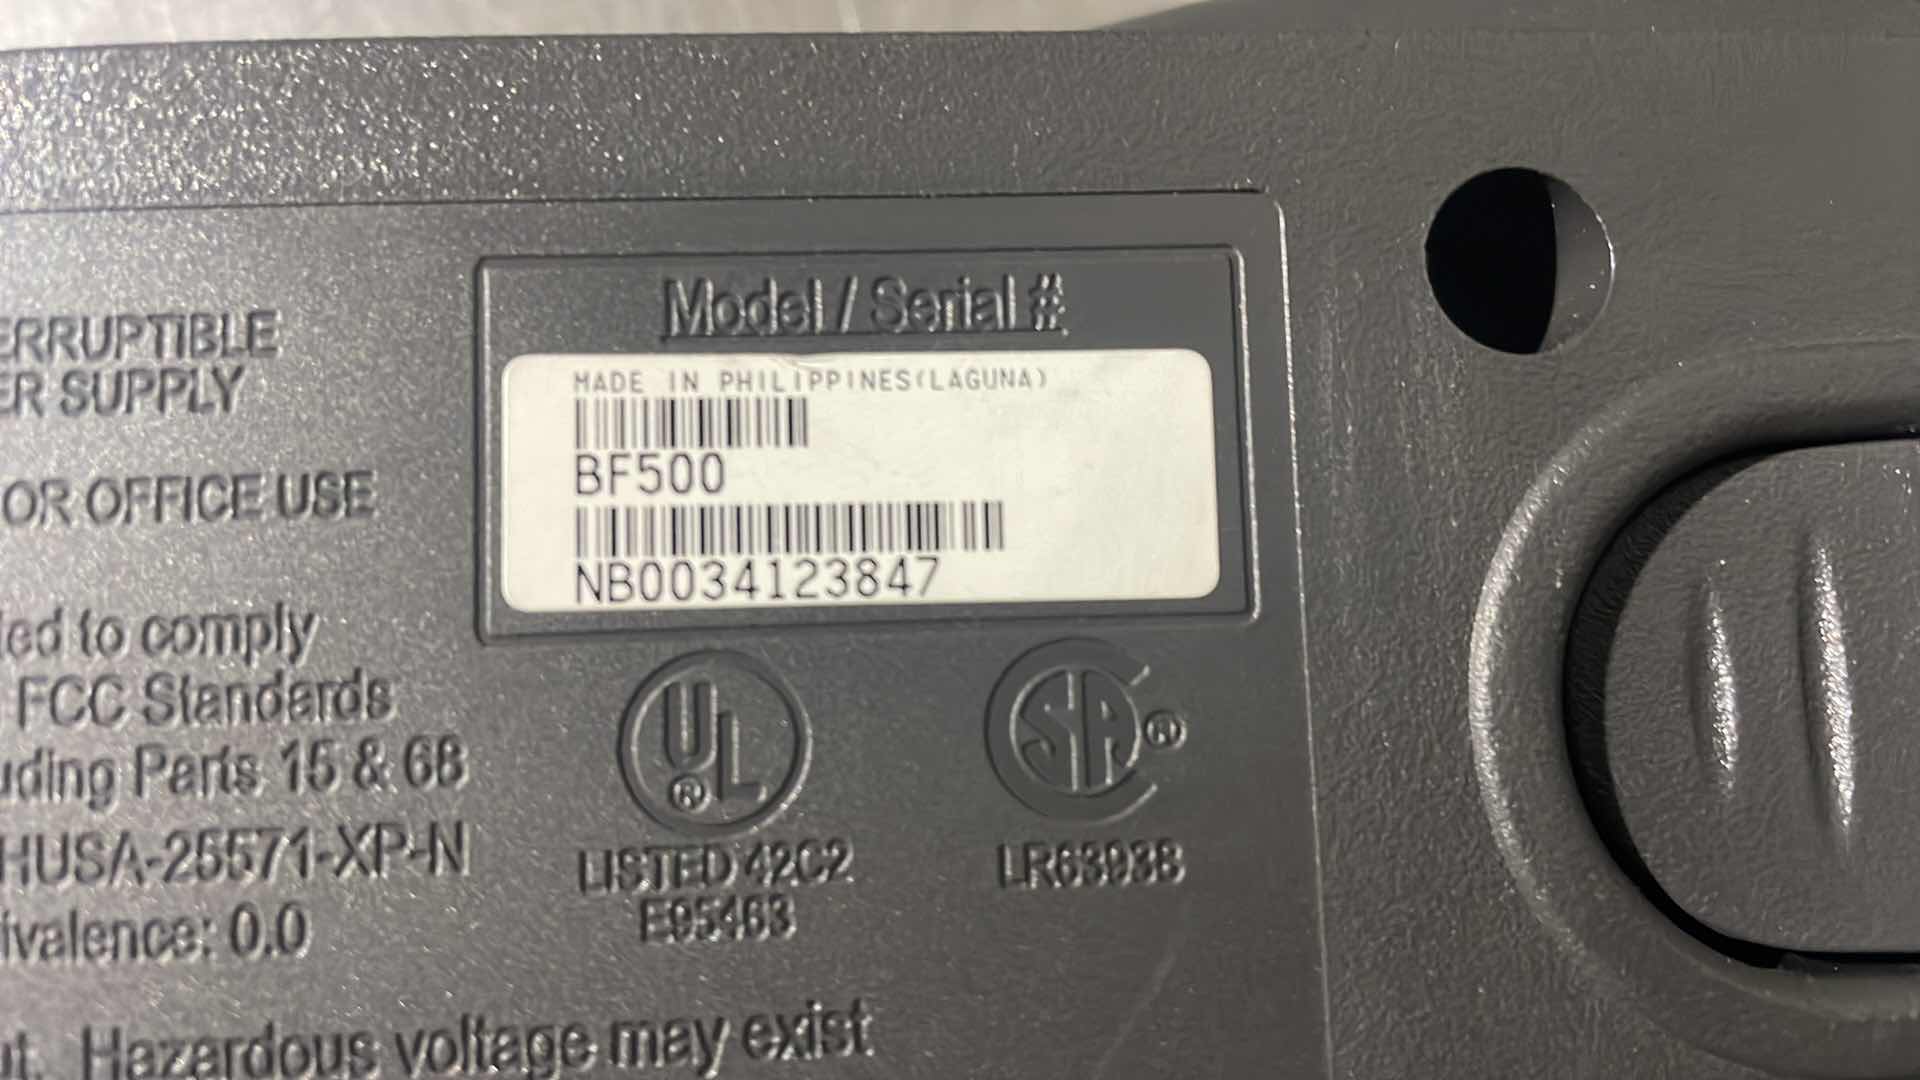 ERRUPTIBLE
ER SUPPLY
OR OFFICE USE
ied to comply
FCC Standards
uding Parts 15 & 68
HUSA-25571-XP-N
ivalence: 0.0
Model / Serial #
MADE IN PHILIPPINES(LAGUNA)
BF500
NB0034123847
UL
®
LISTED 42C2
E95463
SA ®
LR63938
ut. Hazardous voltage may exist